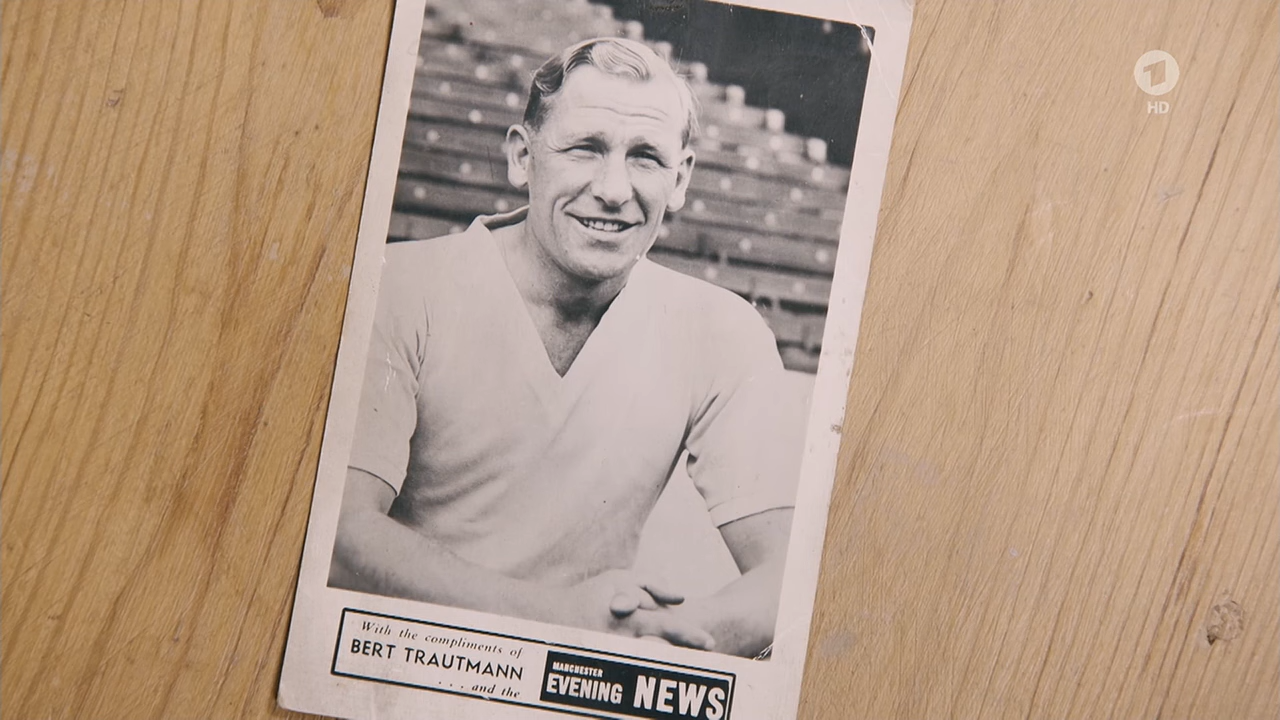 1
HD
With the compliments of
BERT TRAUTMANN
. . . and the
MANCHESTER
EVENING NEWS